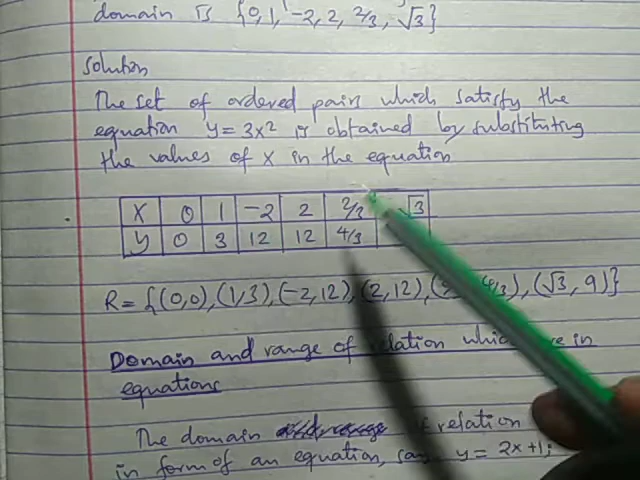 domain is {0, 1, -2, 2, 2/3, √3}
Solution
The set of ordered pairs which satisfy the
equation y = 3x² is obtained by substituting
the values of x in the equation
X 0 1 -2 2 2/3 √3
Y 0 3 12 12 4/3
R = {(0,0), (1,3), (-2,12), (2,12), (√3, 9)}
Domain and range of relation which are in
equations
The domain of relation
in form of an equation, say y = 2x+1;